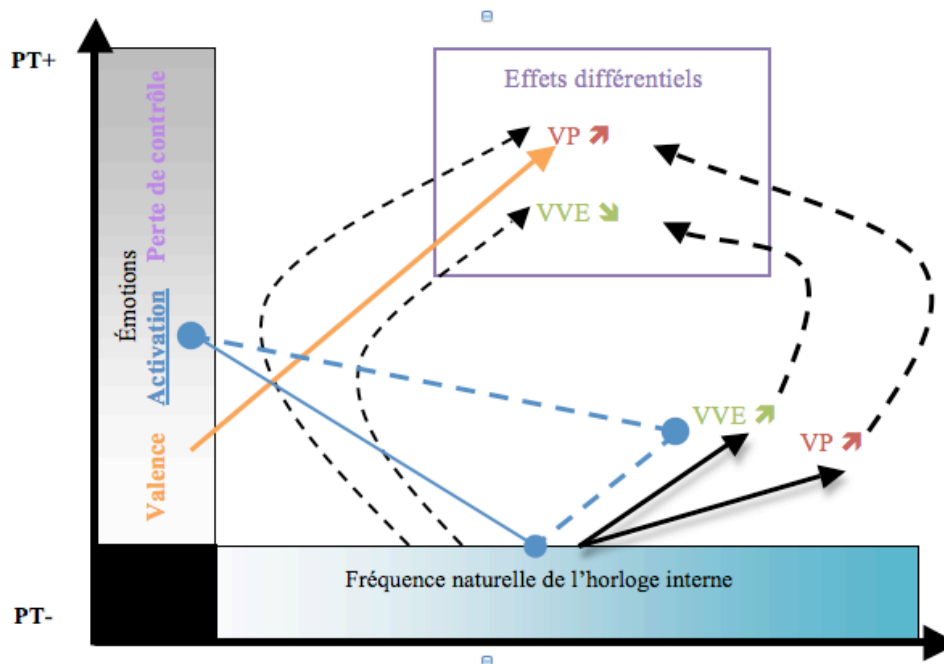 PT+
Effets différentiels
VP
VVE
Émotions
Perte de contrôle
Activation
Valence
VVE
VP
Fréquence naturelle de l'horloge interne
PT-